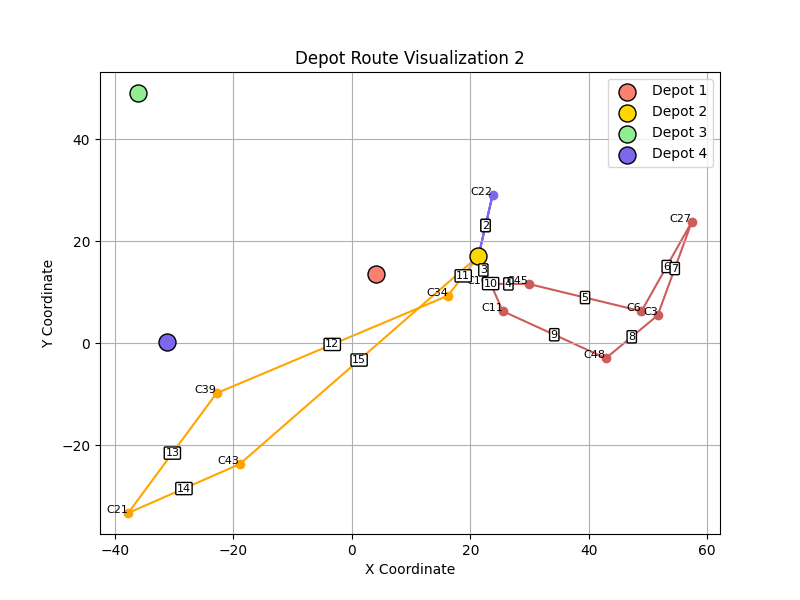 Depot Route Visualization 2
Depot 1
Depot 2
Depot 3
Depot 4
Y Coordinate
40
20
0
−20
−40
−20
0
20
40
60
X Coordinate
C22
2
C27
3
11
10
4
C45
6
7
C34
5
C11
C6
C3
12
9
8
15
C48
C39
13
C43
14
C21